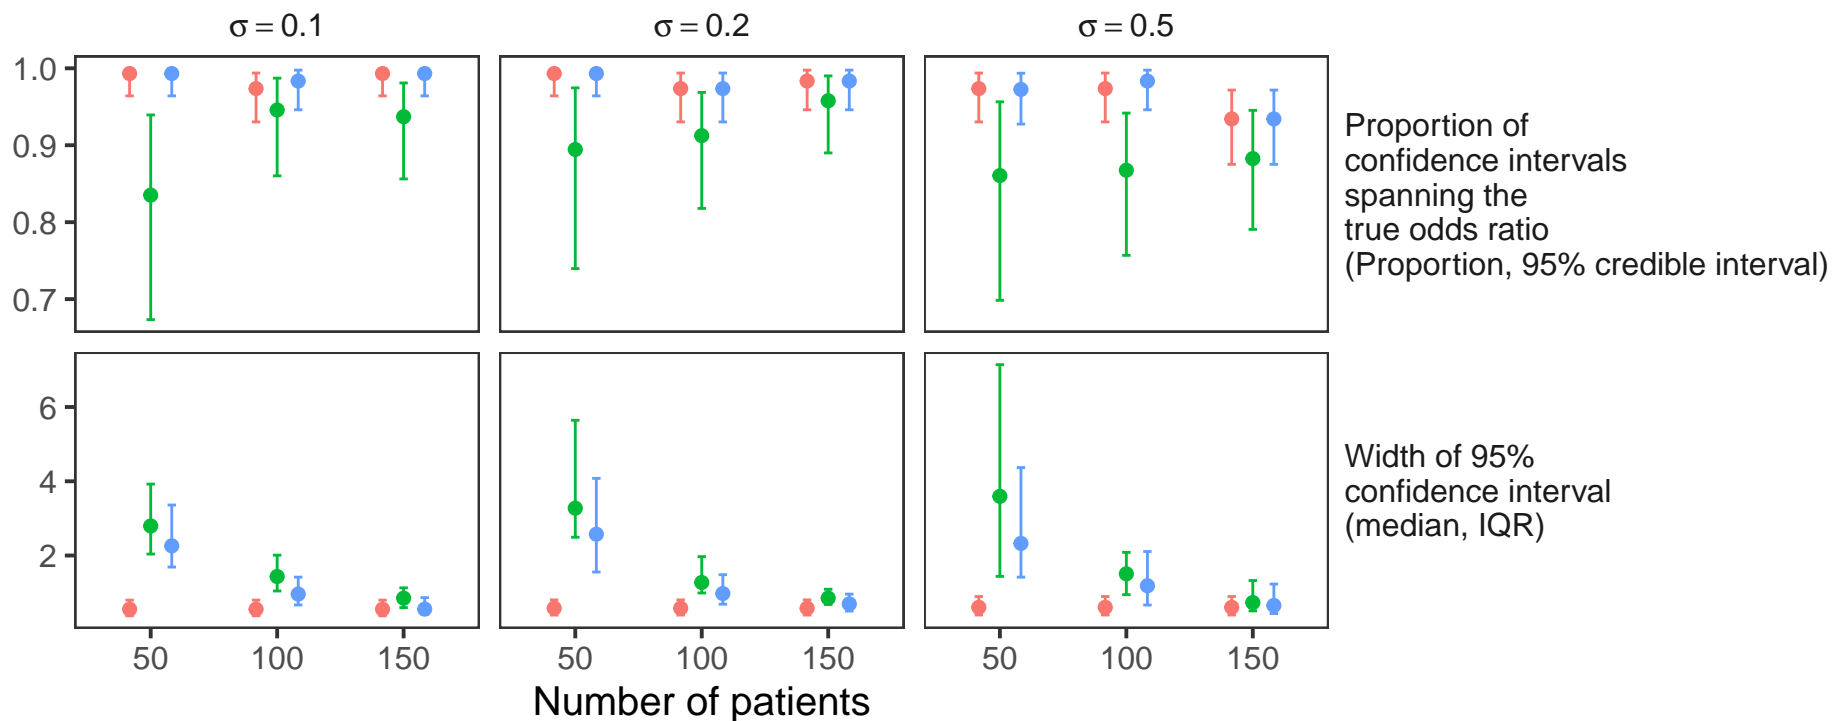 σ = 0.1
σ = 0.2
σ = 0.5
1.0
0.9
0.8
0.7
Proportion of
confidence intervals
spanning the
true odds ratio
(Proportion, 95% credible interval)
6
4
2
Width of 95%
confidence interval
(median, IQR)
50 100 150
50 100 150
50 100 150
Number of patients